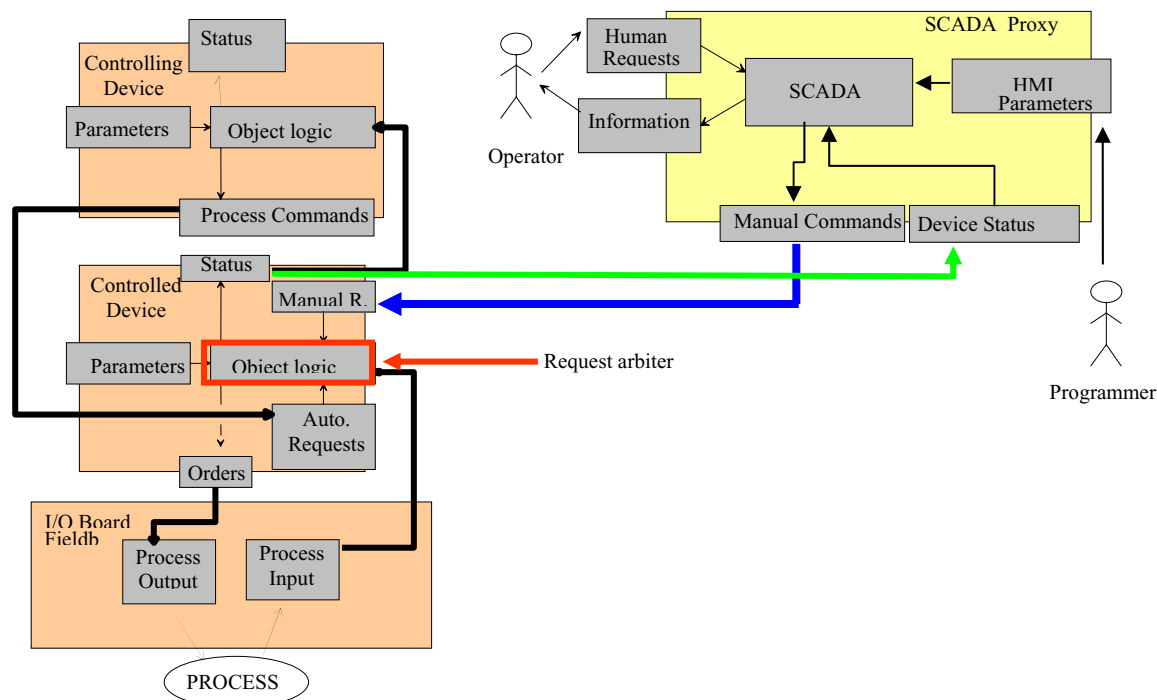 Status
Controlling
Device
Parameters
Object logic
Process Commands
Status
Controlled
Device
Manual R.
Parameters
Object logic
Auto.
Requests
Orders
I/O Board
Fieldb
Process
Output
Process
Input
PROCESS
Request arbiter
SCADA Proxy
Human
Requests
SCADA
HMI
Parameters
Information
Operator
Manual Commands
Device Status
Programmer